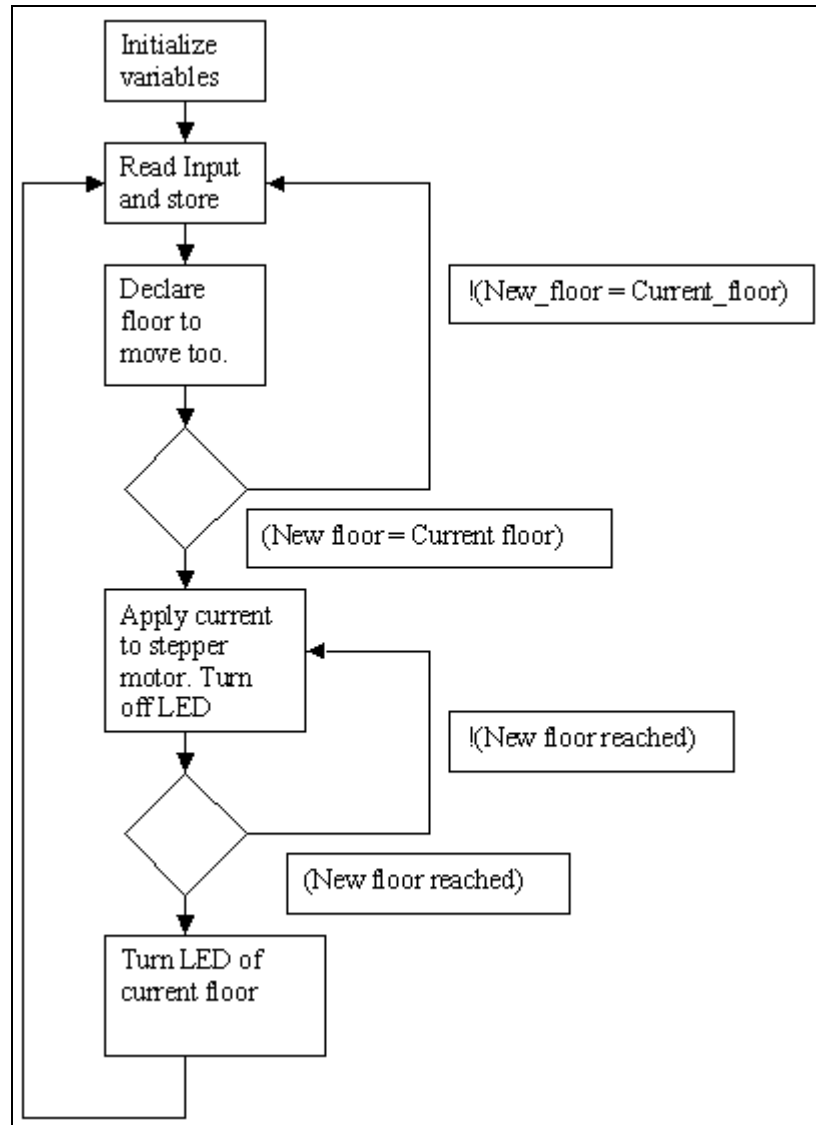 Initialize
variables
Read Input
and store
Declare
floor to
move too.
!(New_floor = Current_floor)
(New floor = Current floor)
Apply current
to stepper
motor. Turn
off LED
!(New floor reached)
(New floor reached)
Turn LED of
current floor